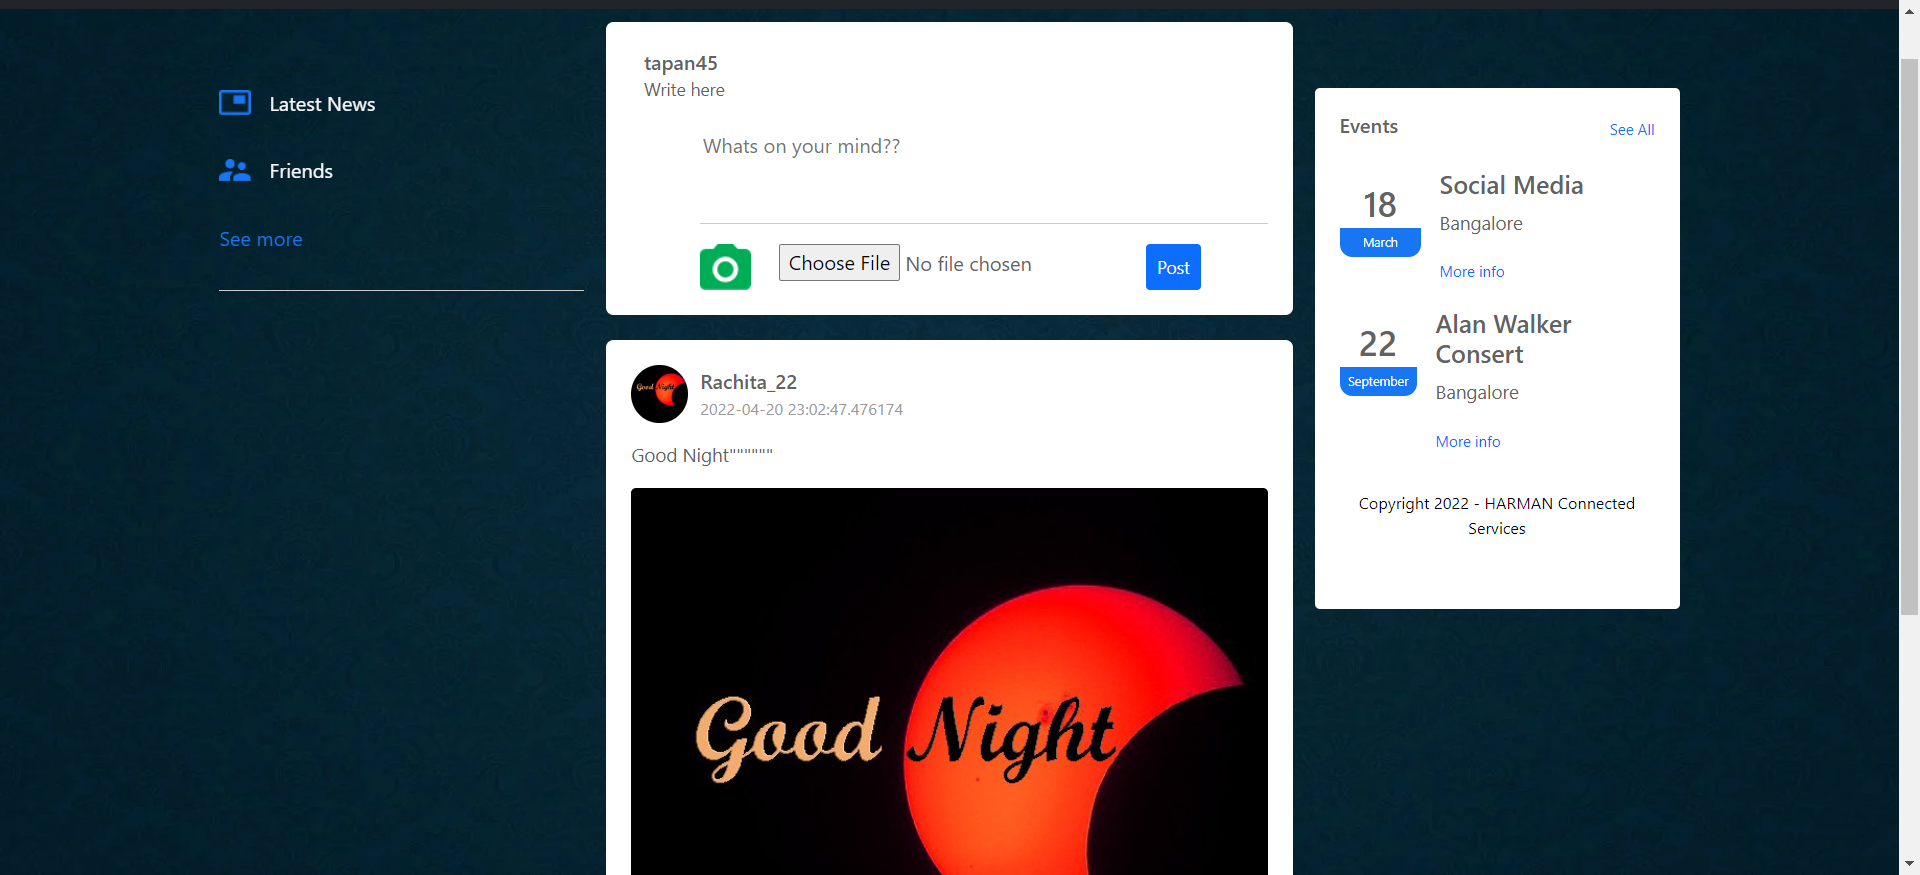 Latest News
Friends
See more
tapan45
Write here
Whats on your mind??
Choose File No file chosen
Post
Good Night
Rachita_22
2022-04-20 23:02:47.476174
Good Night""""""
Good Night
Events
See All
18
March
Social Media
Bangalore
More info
22
September
Alan Walker
Consert
Bangalore
More info
Copyright 2022 - HARMAN Connected
Services